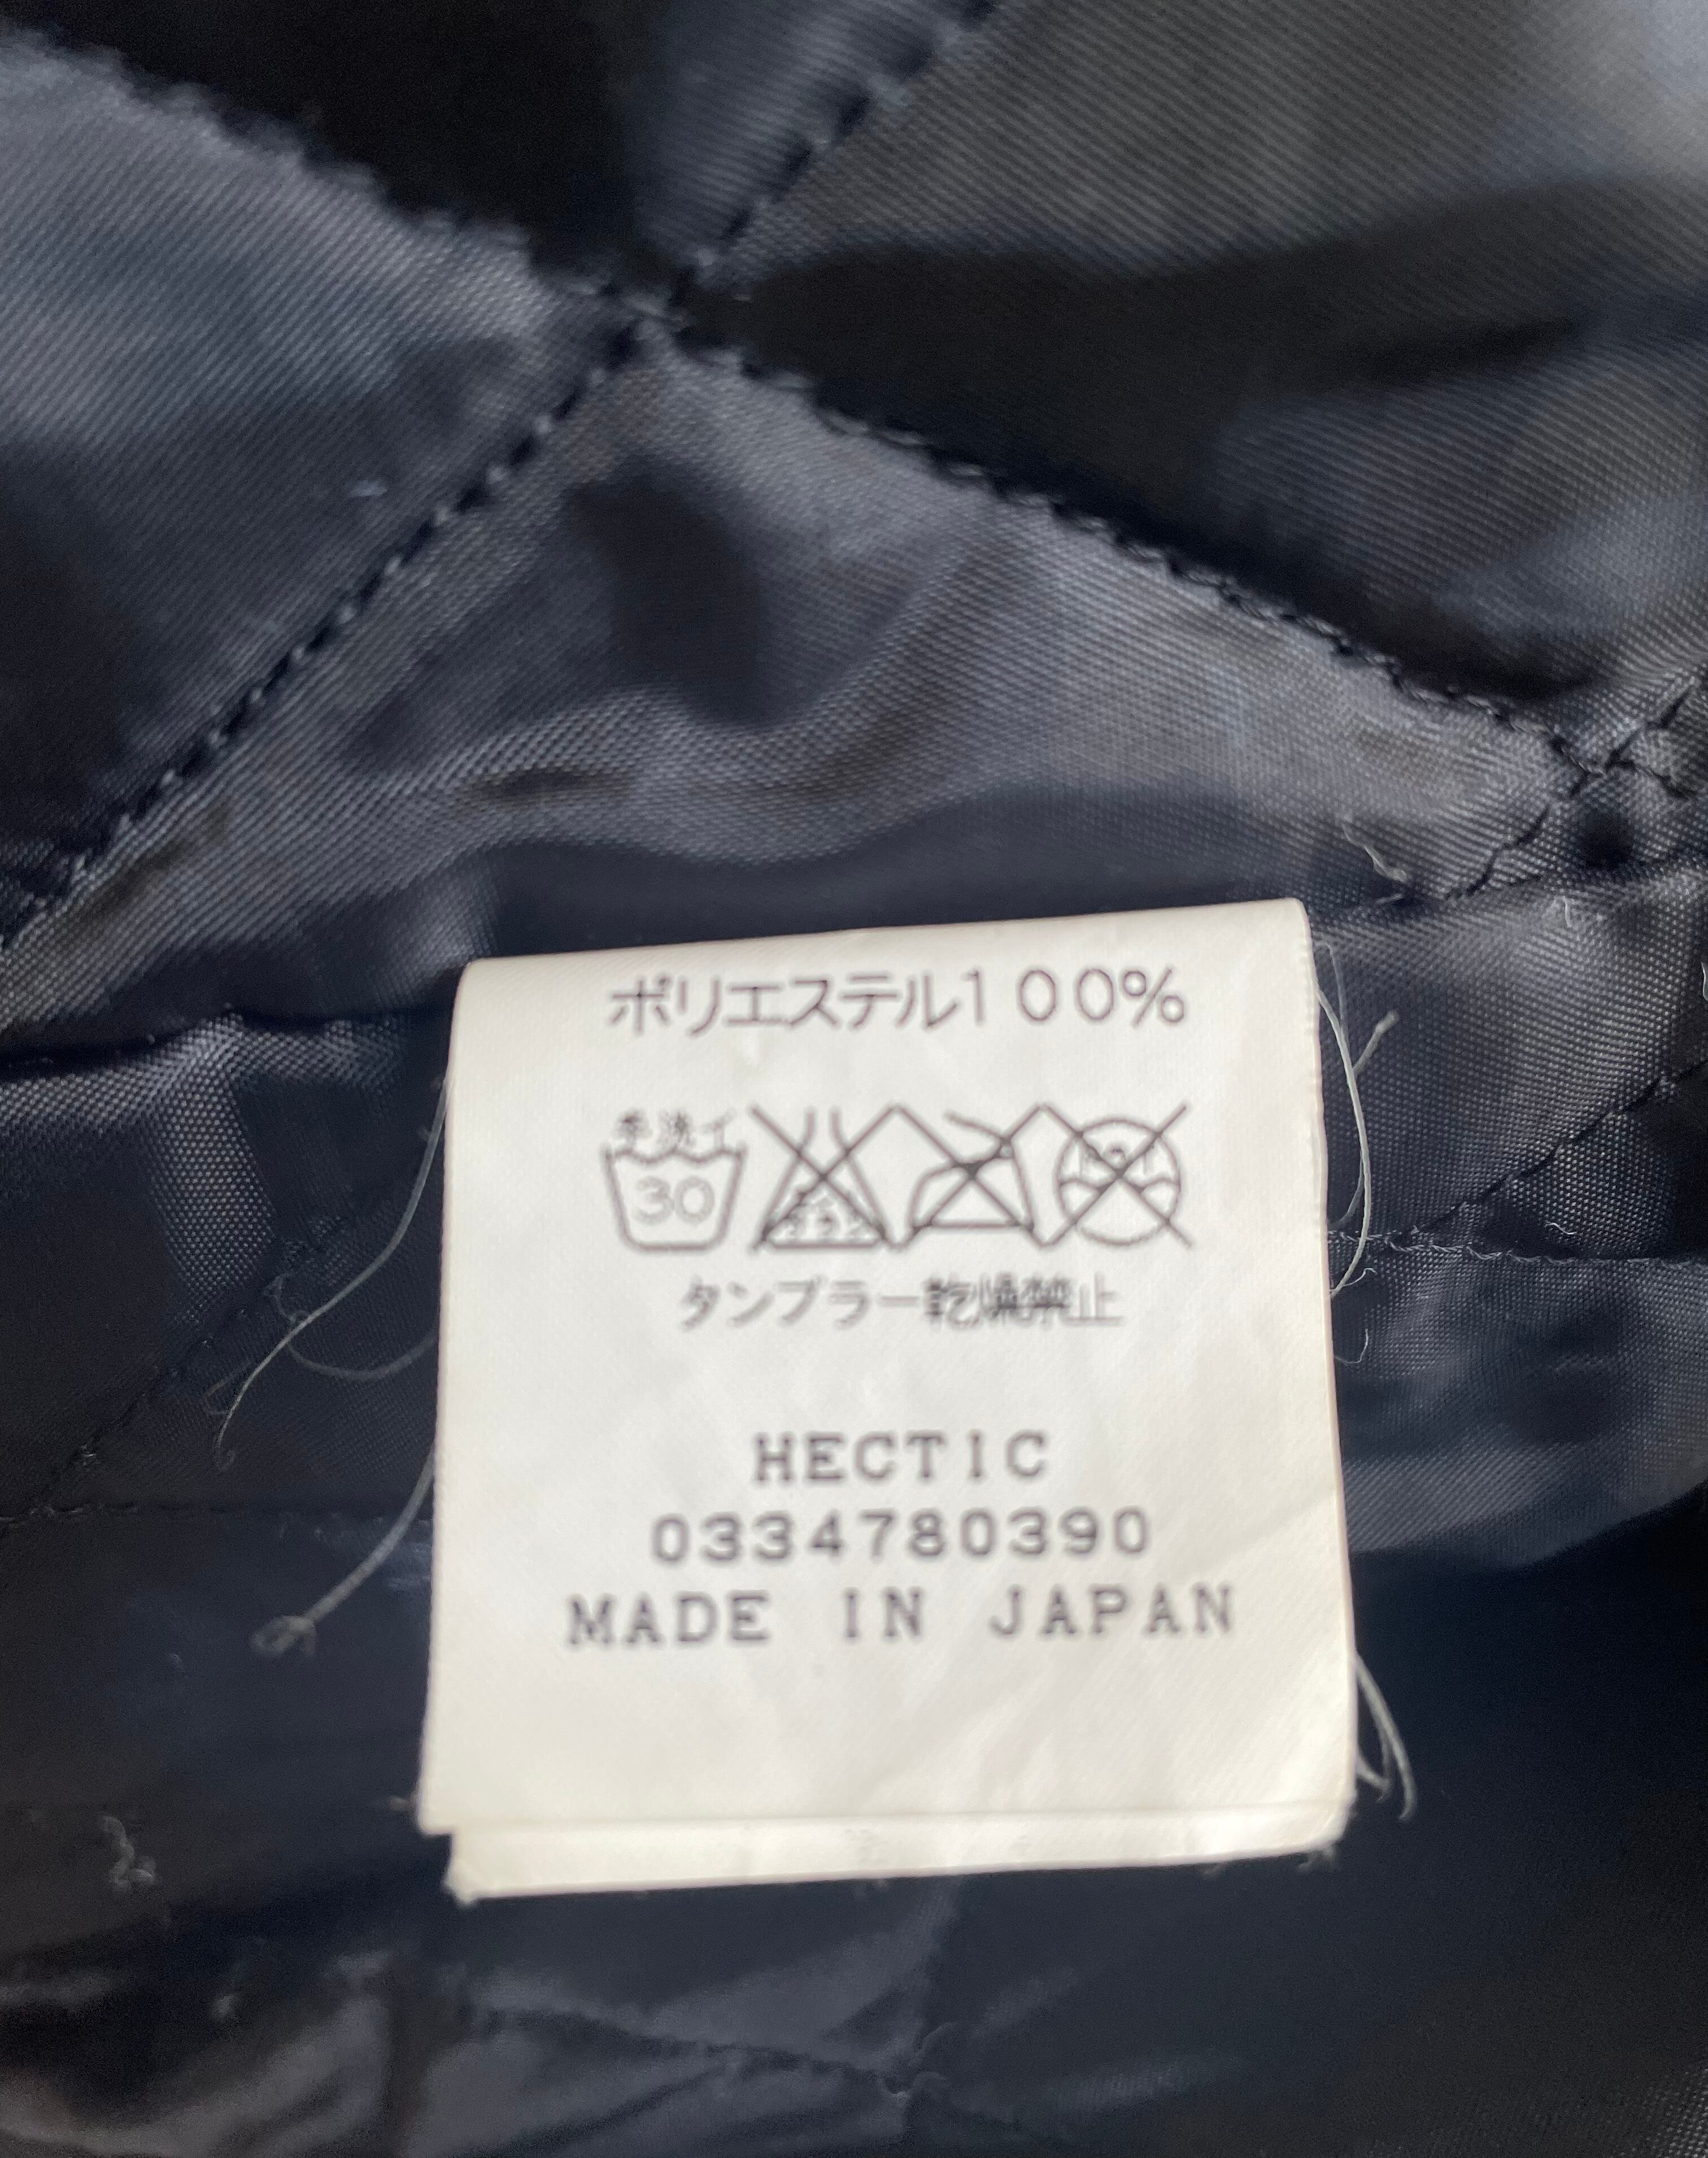 ポリエステル100%
手洗イ
30
タンブラー乾燥禁止
HECTIC
0334780390
MADE IN JAPAN